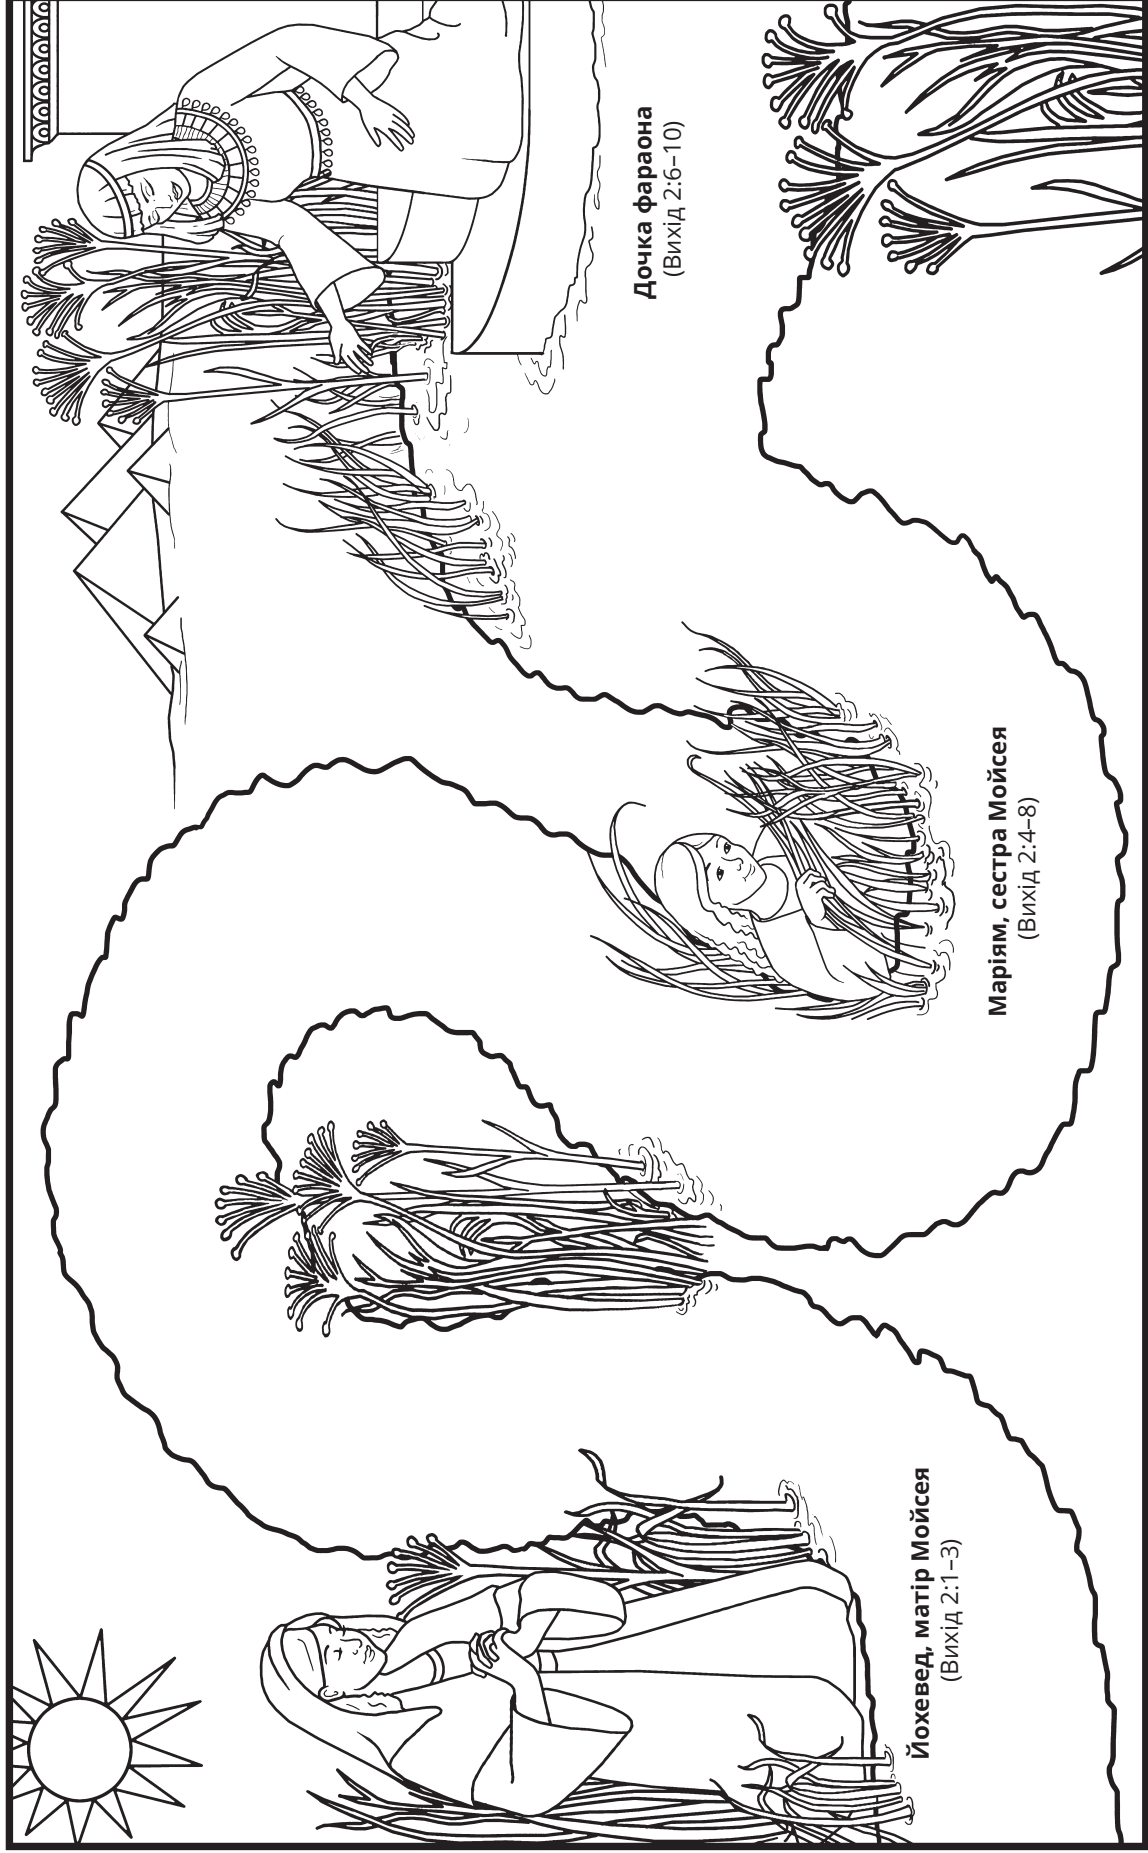 Йохевед, матір Мойсея
(Вихід 2:1–3)
Маріям, сестра Мойсея
(Вихід 2:4–8)
Дочка фараона
(Вихід 2:6–10)